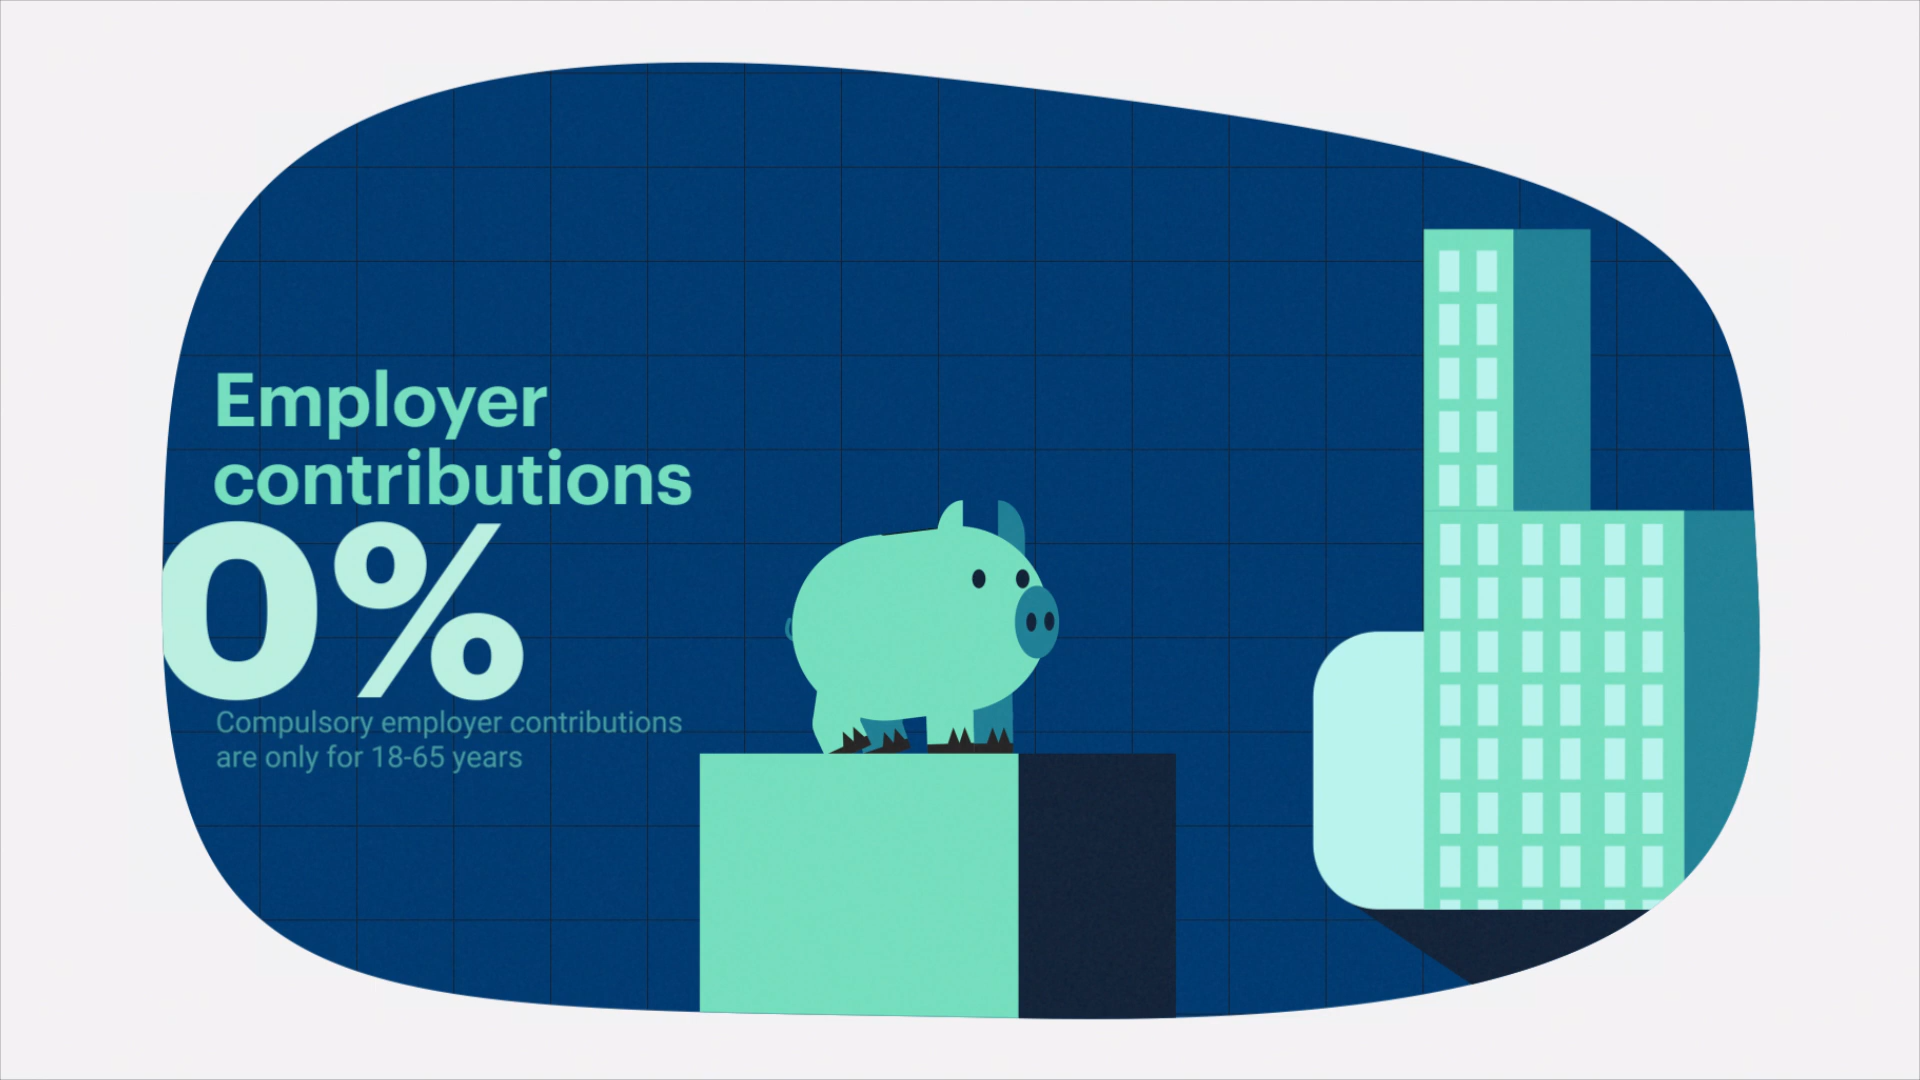 Employer
contributions
0%
Compulsory employer contributions
are only for 18-65 years